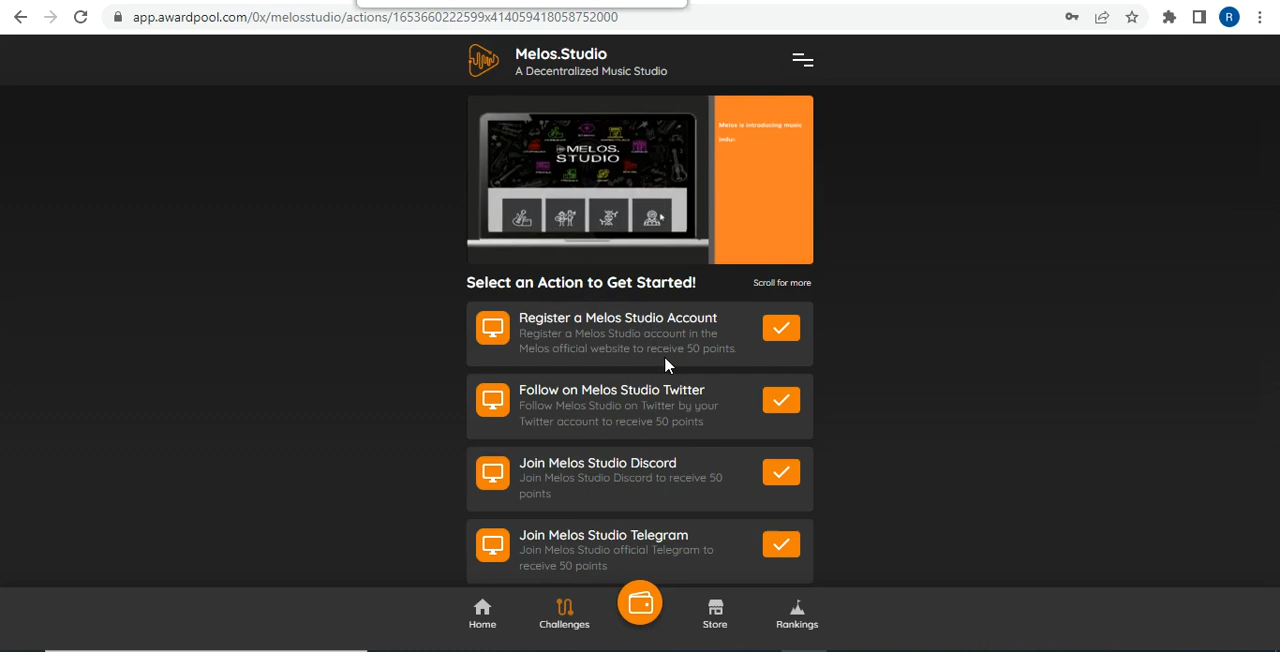 app.awardpool.com/0x/melosstudio/actions/1653660222599x414059418058752000
R
Melos.Studio
A Decentralized Music Studio
MELOS.
STUDIO
Melos is introducing music
indu
Select an Action to Get Started!
Scroll for more
Register a Melos Studio Account
Register a Melos Studio account in the
Melos official website to receive 50 points.
Follow on Melos Studio Twitter
Follow Melos Studio on Twitter by your
Twitter account to receive 50 points
Join Melos Studio Discord
Join Melos Studio Discord to receive 50
points
Join Melos Studio Telegram
Join Melos Studio official Telegram to
receive 50 points
Home
Challenges
Store
Rankings